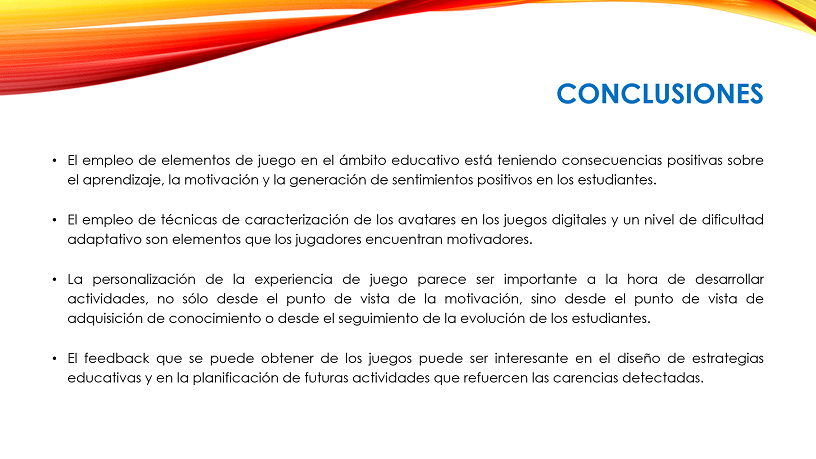 CONCLUSIONES
• El empleo de elementos de juego en el ámbito educativo está teniendo consecuencias positivas sobre
el aprendizaje, la motivación y la generación de sentimientos positivos en los estudiantes.
• El empleo de técnicas de caracterización de los avatares en los juegos digitales y un nivel de dificultad
adaptativo son elementos que los jugadores encuentran motivadores.
• La personalización de la experiencia de juego parece ser importante a la hora de desarrollar
actividades, no sólo desde el punto de vista de la motivación, sino desde el punto de vista de
adquisición de conocimiento o desde el seguimiento de la evolución de los estudiantes.
• El feedback que se puede obtener de los juegos puede ser interesante en el diseño de estrategias
educativas y en la planificación de futuras actividades que refuercen las carencias detectadas.